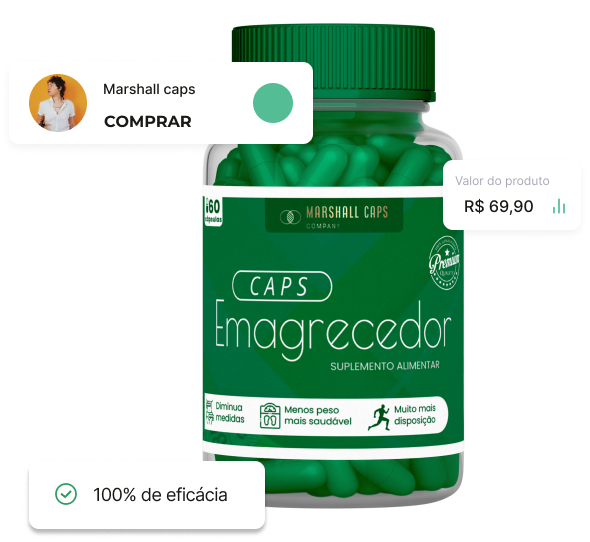 Marshall caps
COMPRAR
Valor do produto
R$ 69,90
60
cápsulas
MARSHALL CAPS
COMPANY
Premium
QUALITY
CAPS
Emagrecedor
SUPLEMENTO ALIMENTAR
Diminua
medidas
Menos peso
mais saudável
Muito mais
disposição
100% de eficácia